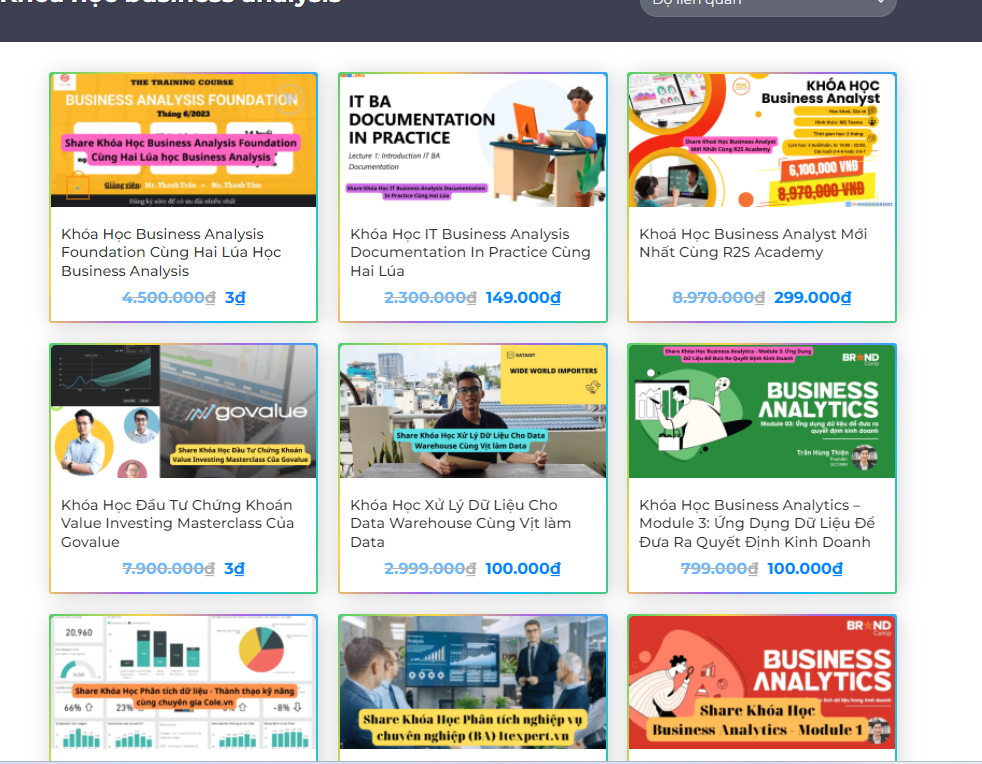 Khóa học business analysis
Độ liên quan
THE TRAINING COURSE
BUSINESS ANALYSIS FOUNDATION
Tháng 6/2023
Share Khóa Học Business Analysis Foundation
Cùng Hai Lúa học Business Analysis
Giảng viên: Mr. Thanh Trần + Ms. Thanh Tâm
Đăng ký sớm để có ưu đãi nhiều nhất
Khóa Học Business Analysis
Foundation Cùng Hai Lúa Học
Business Analysis
4.500.000₫ 3₫
IT BA
DOCUMENTATION
IN PRACTICE
Lecture 1: Introduction IT BA
Documentation
Share Khóa Học IT Business Analysis Documentation
In Practice Cùng Hai Lúa
Khóa Học IT Business Analysis
Documentation In Practice Cùng
Hai Lúa
2.300.000₫ 149.000₫
KHÓA HỌC
Business Analyst
Share Khoá Học Business Analyst
Mới Nhất Cùng R2S Academy
Hình thức: MS Teams
Thời gian học: 2 tháng
6,100,000 VNĐ
8,970,000 VNĐ
Khoá Học Business Analyst Mới
Nhất Cùng R2S Academy
8.970.000₫ 299.000₫
govalue
Share Khóa Học Đầu Tư Chứng Khoán
Value Investing Masterclass Của Govalue
Khóa Học Đầu Tư Chứng Khoán
Value Investing Masterclass Của
Govalue
7.900.000₫ 3₫
WIDE WORLD IMPORTERS
Share Khóa Học Xử Lý Dữ Liệu Cho Data
Warehouse Cùng Vịt làm Data
Khóa Học Xử Lý Dữ Liệu Cho
Data Warehouse Cùng Vịt làm
Data
2.999.000₫ 100.000₫
Share Khóa Học Business Analytics - Module 3: Ứng Dụng
Dữ Liệu Để Đưa Ra Quyết Định Kinh Doanh
BRAND
Camp
BUSINESS
ANALYTICS
Module 03: Ứng dụng dữ liệu để đưa ra
quyết định kinh doanh
Trần Hùng Thiện
Founder
GCOMM
Khóa Học Business Analytics –
Module 3: Ứng Dụng Dữ Liệu Để
Đưa Ra Quyết Định Kinh Doanh
799.000₫ 100.000₫
20,960
Share Khóa Học Phân tích dữ liệu - Thành thạo kỹ năng
cùng chuyên gia Cole.vn
66% 23% -8%
Share Khóa Học Phân tích nghiệp vụ
chuyên nghiệp (BA) Itexpert.vn
BRAND
Camp
BUSINESS
ANALYTICS
Share Khóa Học
Business Analytics - Module 1